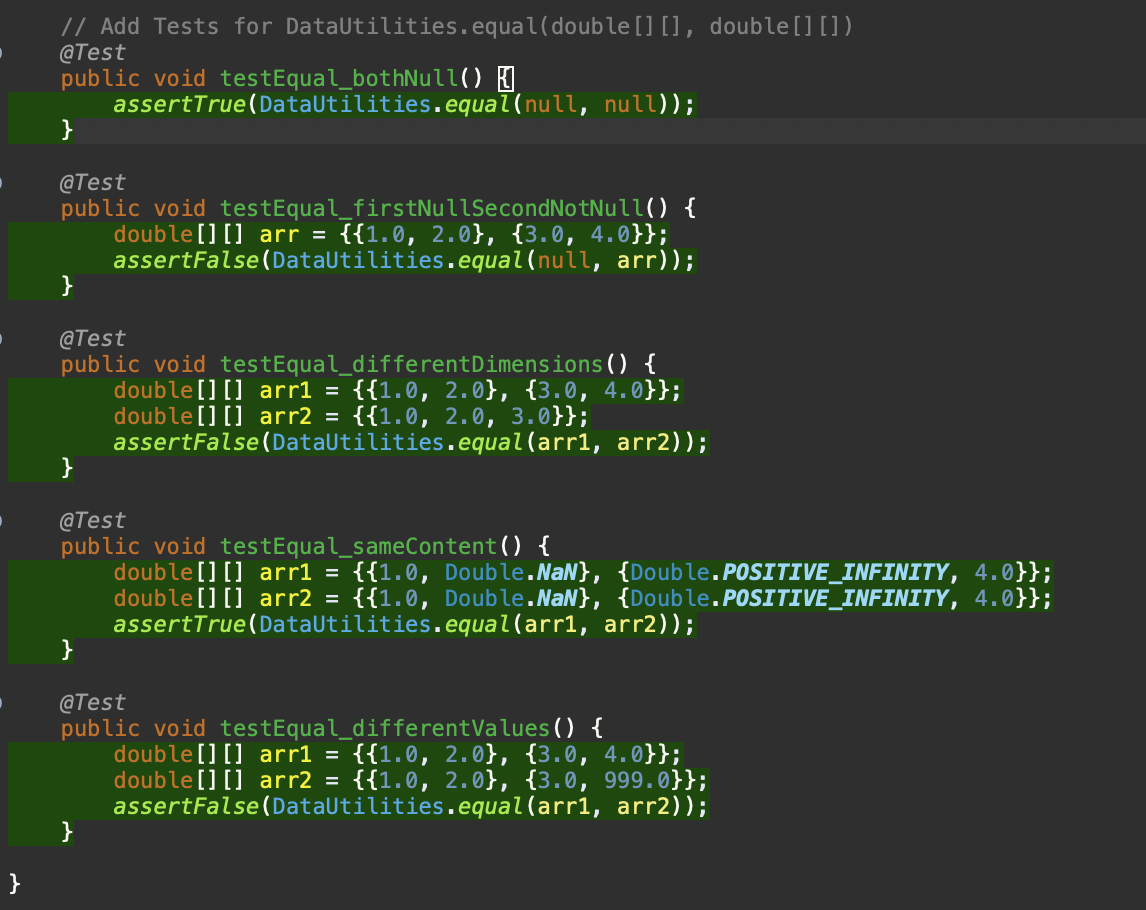 // Add Tests for DataUtilities.equal(double[][], double[][])
@Test
public void testEqual_bothNull() {
assertTrue(DataUtilities.equal(null, null));
}
@Test
public void testEqual_firstNullSecondNotNull() {
double[][] arr = {{1.0, 2.0}, {3.0, 4.0}};
assertFalse(DataUtilities.equal(null, arr));
}
@Test
public void testEqual_differentDimensions() {
double[][] arr1 = {{1.0, 2.0}, {3.0, 4.0}};
double[][] arr2 = {{1.0, 2.0, 3.0}};
assertFalse(DataUtilities.equal(arr1, arr2));
}
@Test
public void testEqual_sameContent() {
double[][] arr1 = {{1.0, Double.NaN}, {Double.POSITIVE_INFINITY, 4.0}};
double[][] arr2 = {{1.0, Double.NaN}, {Double.POSITIVE_INFINITY, 4.0}};
assertTrue(DataUtilities.equal(arr1, arr2));
}
@Test
public void testEqual_differentValues() {
double[][] arr1 = {{1.0, 2.0}, {3.0, 4.0}};
double[][] arr2 = {{1.0, 2.0}, {3.0, 999.0}};
assertFalse(DataUtilities.equal(arr1, arr2));
}
}